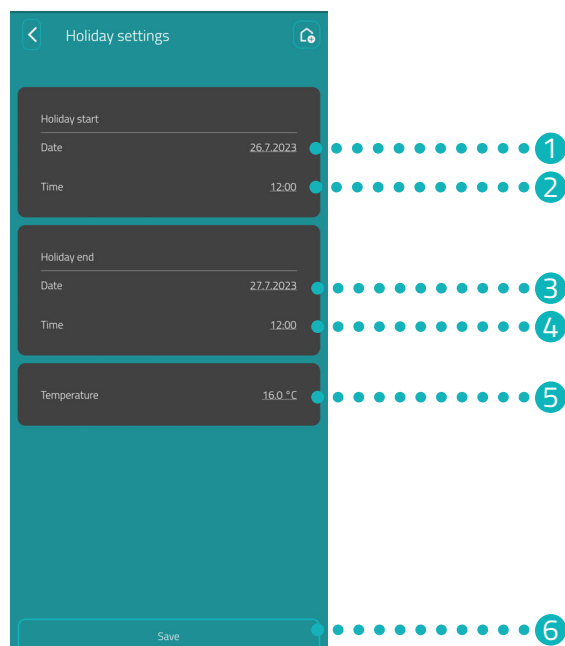 Holiday settings
Holiday start
Date 26.7.2023 1
Time 12:00 2
Holiday end
Date 27.7.2023 3
Time 12:00 4
Temperature 16.0 °C 5
Save 6